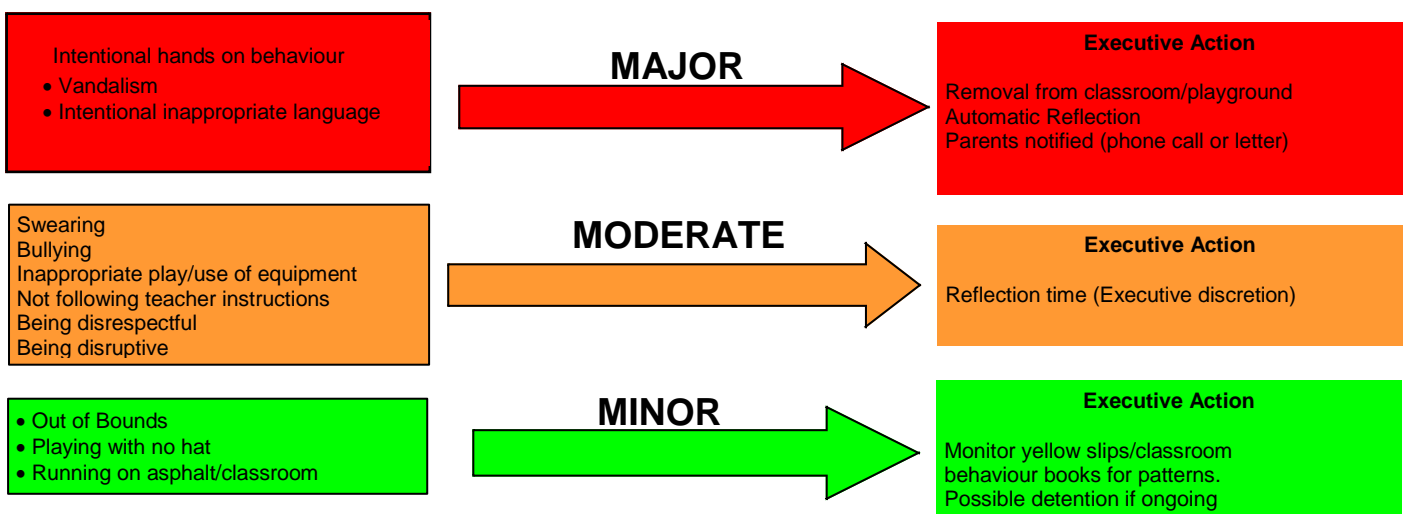 Intentional hands on behaviour
• Vandalism
• Intentional inappropriate language
MAJOR
Executive Action
Removal from classroom/playground
Automatic Reflection
Parents notified (phone call or letter)
Swearing
Bullying
Inappropriate play/use of equipment
Not following teacher instructions
Being disrespectful
Being disruptive
MODERATE
Executive Action
Reflection time (Executive discretion)
• Out of Bounds
• Playing with no hat
• Running on asphalt/classroom
MINOR
Executive Action
Monitor yellow slips/classroom
behaviour books for patterns.
Possible detention if ongoing